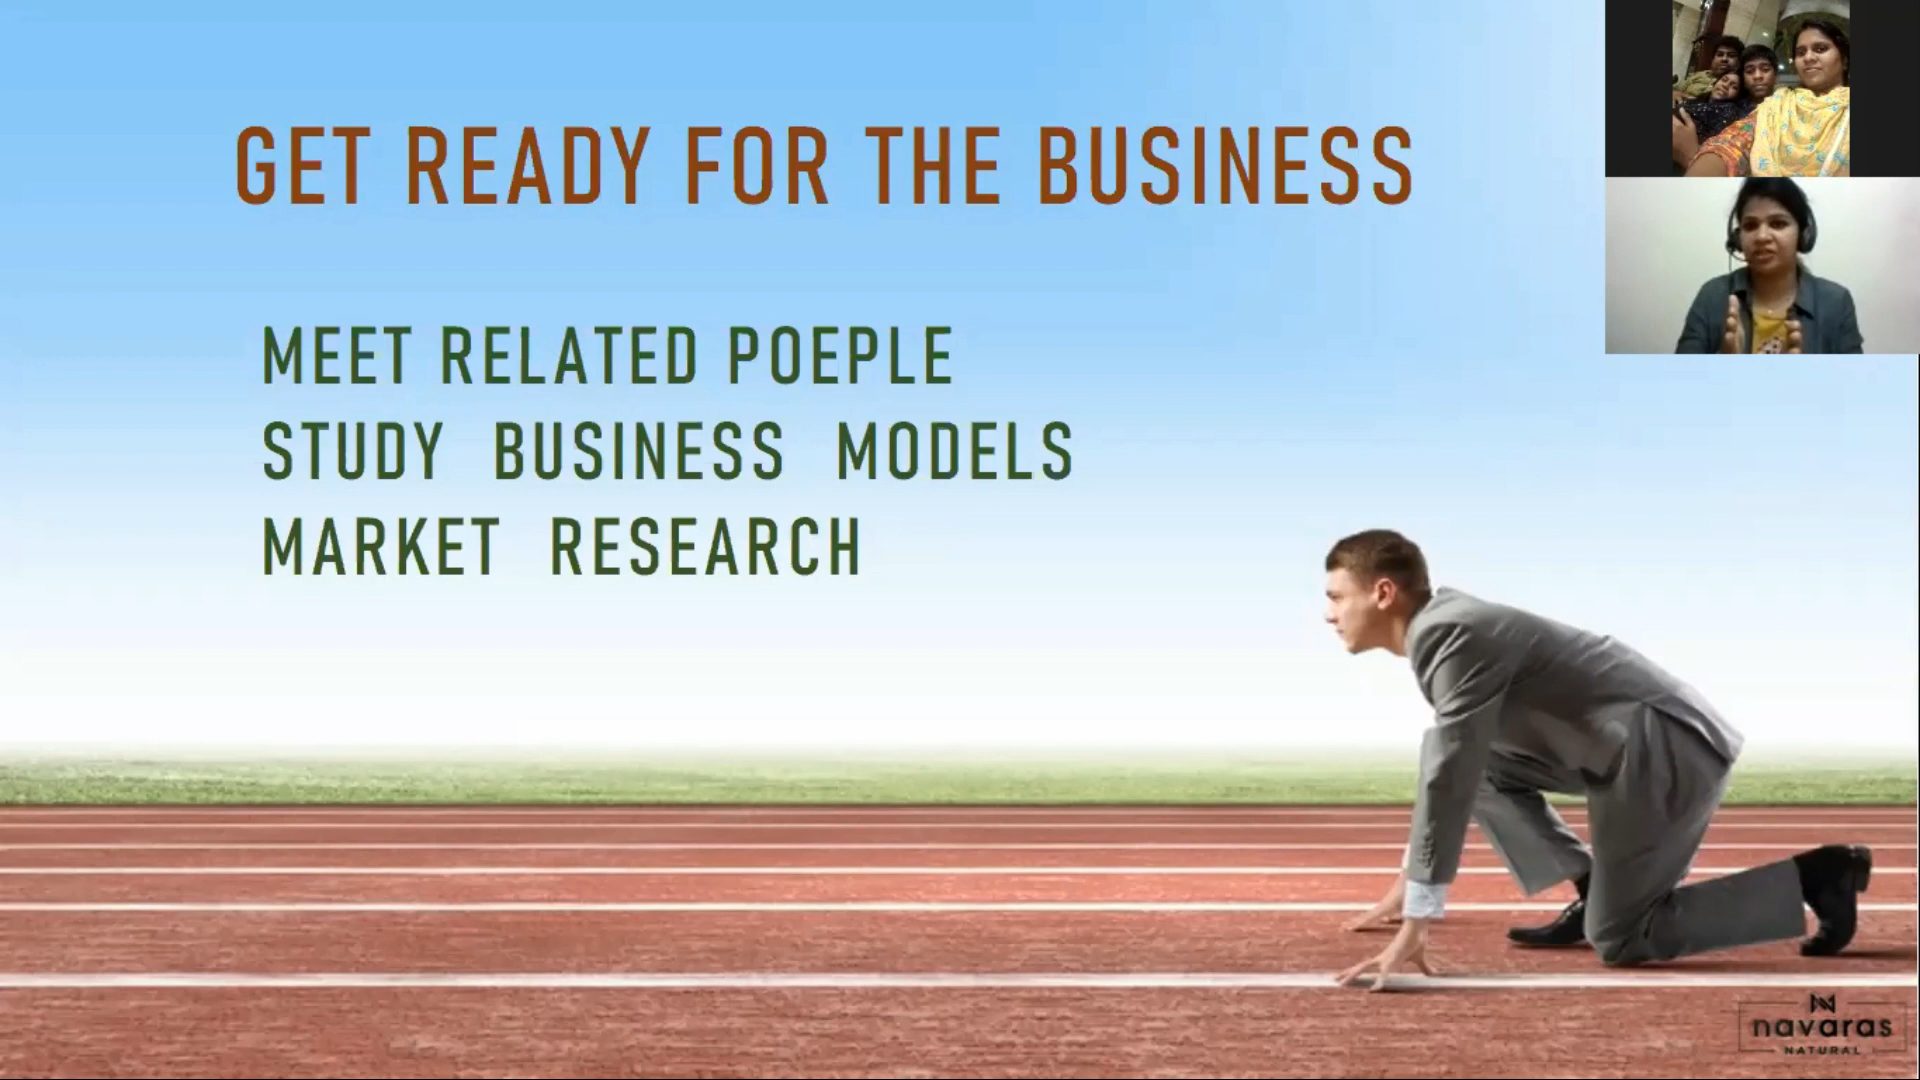 GET READY FOR THE BUSINESS
MEET RELATED POEPLE
STUDY BUSINESS MODELS
MARKET RESEARCH
navaras
NATURAL